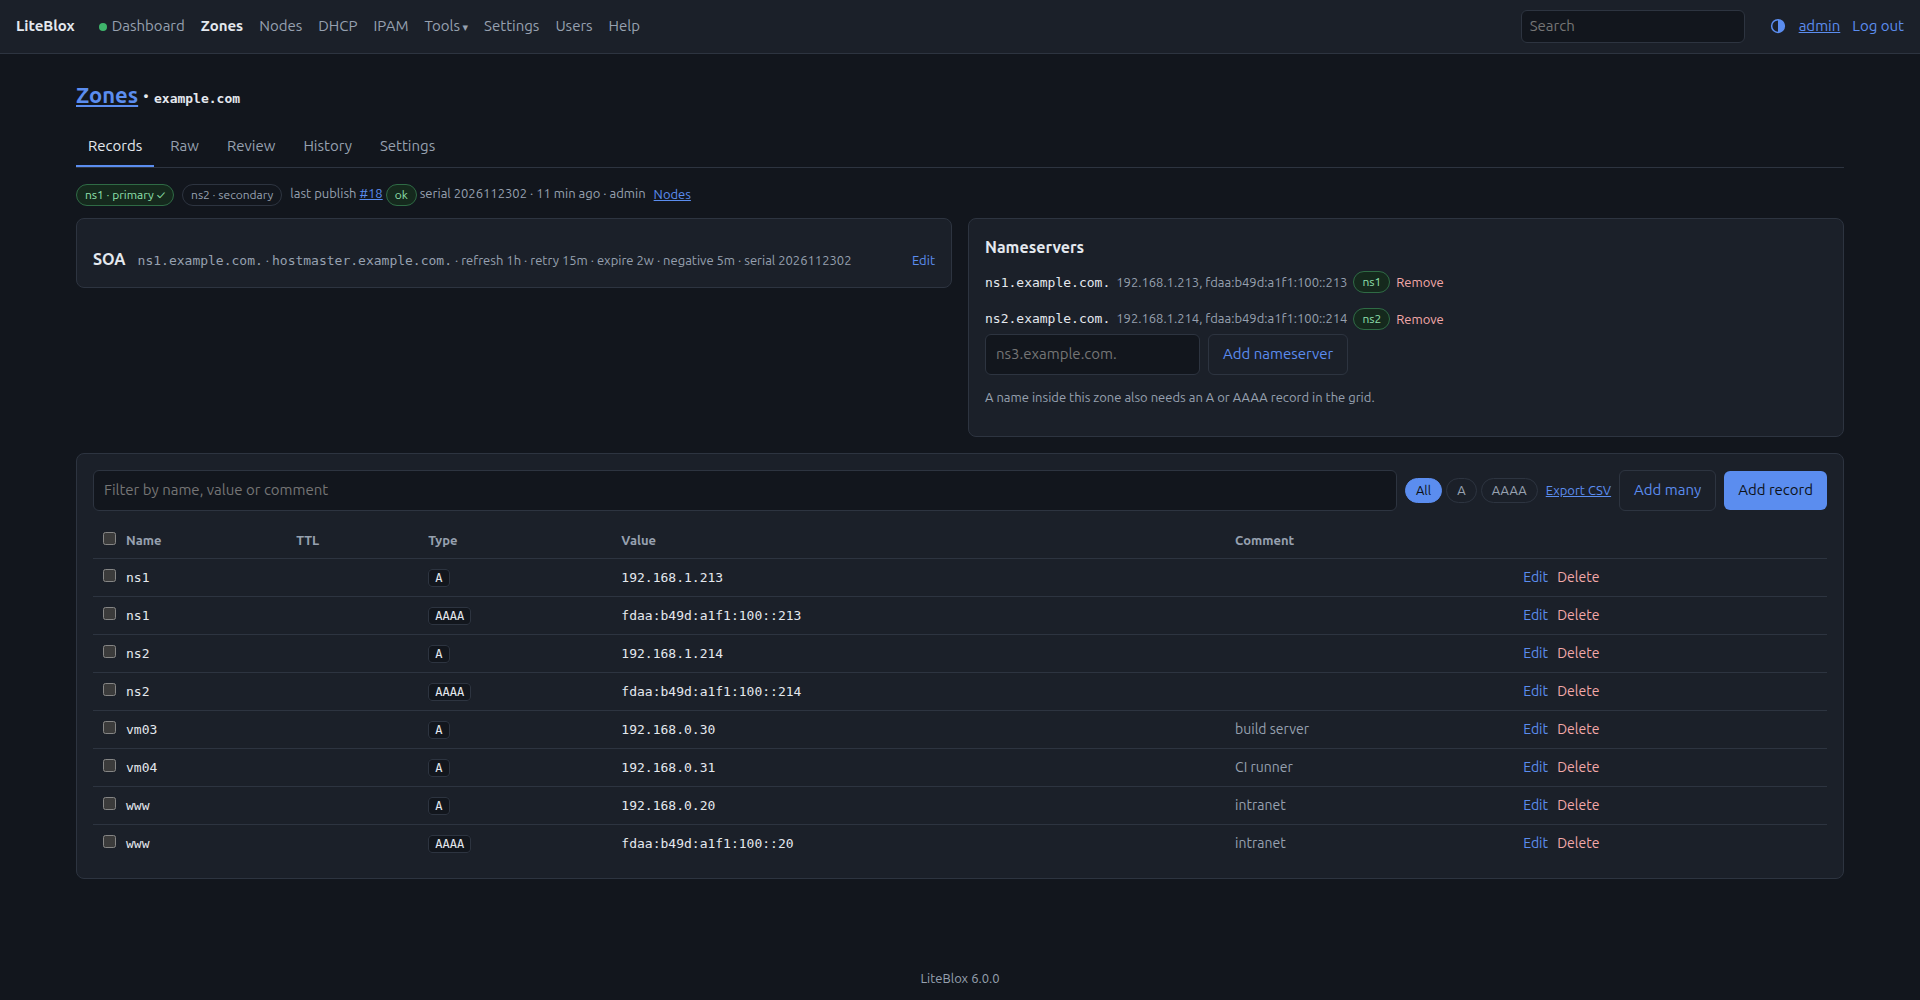 LiteBlox Dashboard Zones Nodes DHCP IPAM Tools ▾ Settings Users Help Search admin Log out
Zones • example.com
Records Raw Review History Settings
ns1 · primary ✓ ns2 · secondary last publish #18 ok serial 2026112302 · 11 min ago · admin Nodes
SOA ns1.example.com. · hostmaster.example.com. · refresh 1h · retry 15m · expire 2w · negative 5m · serial 2026112302 Edit
Nameservers
ns1.example.com. 192.168.1.213, fdaa:b49d:a1f1:100::213 ns1 Remove
ns2.example.com. 192.168.1.214, fdaa:b49d:a1f1:100::214 ns2 Remove
ns3.example.com. Add nameserver
A name inside this zone also needs an A or AAAA record in the grid.
Filter by name, value or comment All A AAAA Export CSV Add many Add record
Name TTL Type Value Comment
ns1 A 192.168.1.213 Edit Delete
ns1 AAAA fdaa:b49d:a1f1:100::213 Edit Delete
ns2 A 192.168.1.214 Edit Delete
ns2 AAAA fdaa:b49d:a1f1:100::214 Edit Delete
vm03 A 192.168.0.30 build server Edit Delete
vm04 A 192.168.0.31 CI runner Edit Delete
www A 192.168.0.20 intranet Edit Delete
www AAAA fdaa:b49d:a1f1:100::20 intranet Edit Delete
LiteBlox 6.0.0